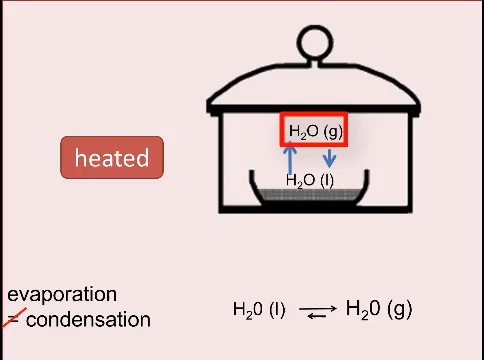 H₂O (g)
heated
H₂O (l)
evaporation
= condensation
H₂0 (l) ⇌ H₂0 (g)